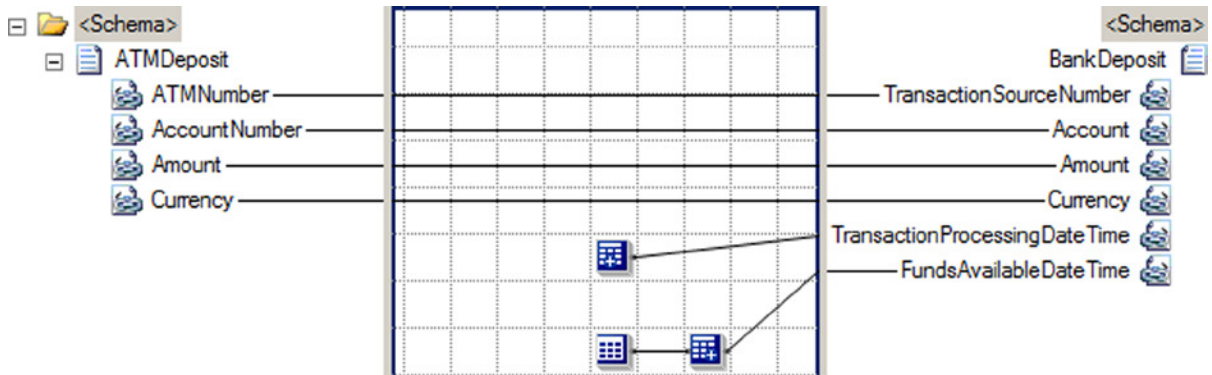 <Schema>
ATMDeposit
ATMNumber
AccountNumber
Amount
Currency
<Schema>
BankDeposit
TransactionSourceNumber
Account
Amount
Currency
TransactionProcessingDateTime
FundsAvailableDateTime